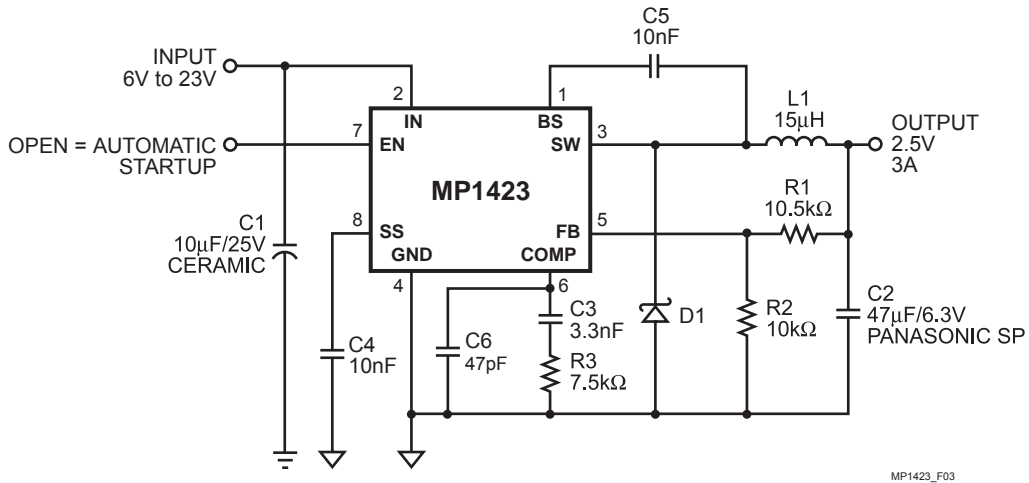 C5
10nF
INPUT
6V to 23V
2
1
IN
BS
L1
15µH
OPEN = AUTOMATIC
STARTUP
7
EN
SW
3
OUTPUT
2.5V
3A
MP1423
R1
10.5kΩ
8
SS
FB
5
C1
10µF/25V
CERAMIC
GND
COMP
4
6
C4
10nF
C6
47pF
C3
3.3nF
R3
7.5kΩ
D1
R2
10kΩ
C2
47µF/6.3V
PANASONIC SP
MP1423_F03